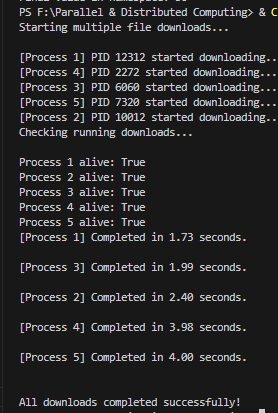 PS F:\Parallel & Distributed Computing> & C
Starting multiple file downloads...
[Process 1] PID 12312 started downloading...
[Process 4] PID 2272 started downloading...
[Process 3] PID 6060 started downloading...
[Process 5] PID 7320 started downloading...
[Process 2] PID 10012 started downloading...
Checking running downloads...
Process 1 alive: True
Process 2 alive: True
Process 3 alive: True
Process 4 alive: True
Process 5 alive: True
[Process 1] Completed in 1.73 seconds.
[Process 3] Completed in 1.99 seconds.
[Process 2] Completed in 2.40 seconds.
[Process 4] Completed in 3.98 seconds.
[Process 5] Completed in 4.00 seconds.
All downloads completed successfully!